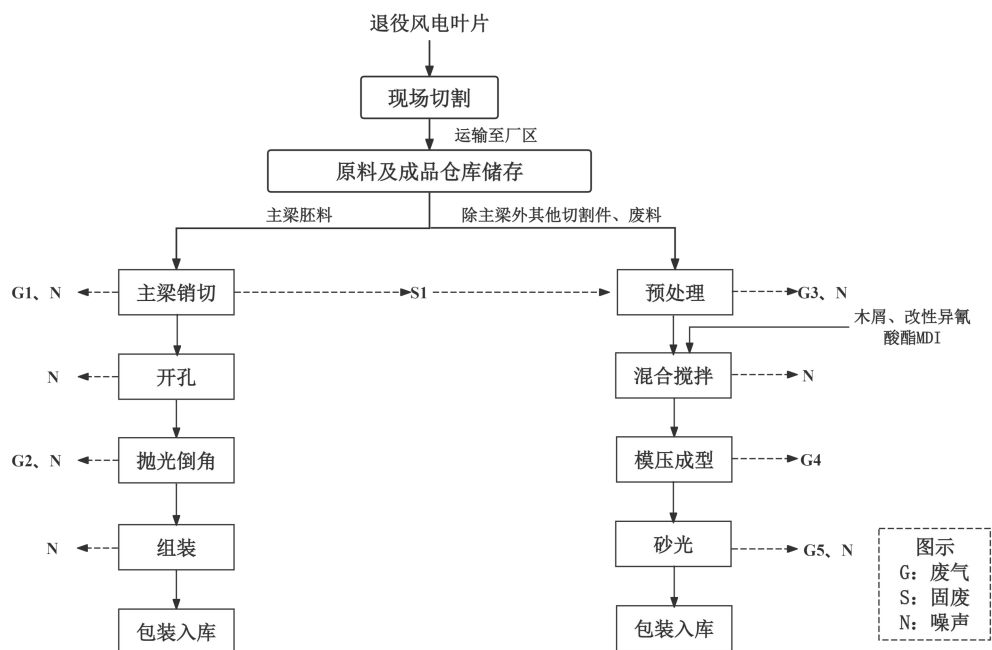 退役风电叶片
现场切割
运输至厂区
原料及成品仓库储存
主梁胚料
除主梁外其他切割件、废料
G1、N
主梁销切
S1
预处理
G3、N
木屑、改性异氰
酸酯MDI
N
开孔
混合搅拌
N
G2、N
抛光倒角
模压成型
G4
N
组装
砂光
G5、N
包装入库
包装入库
图示
G：废气
S：固废
N：噪声